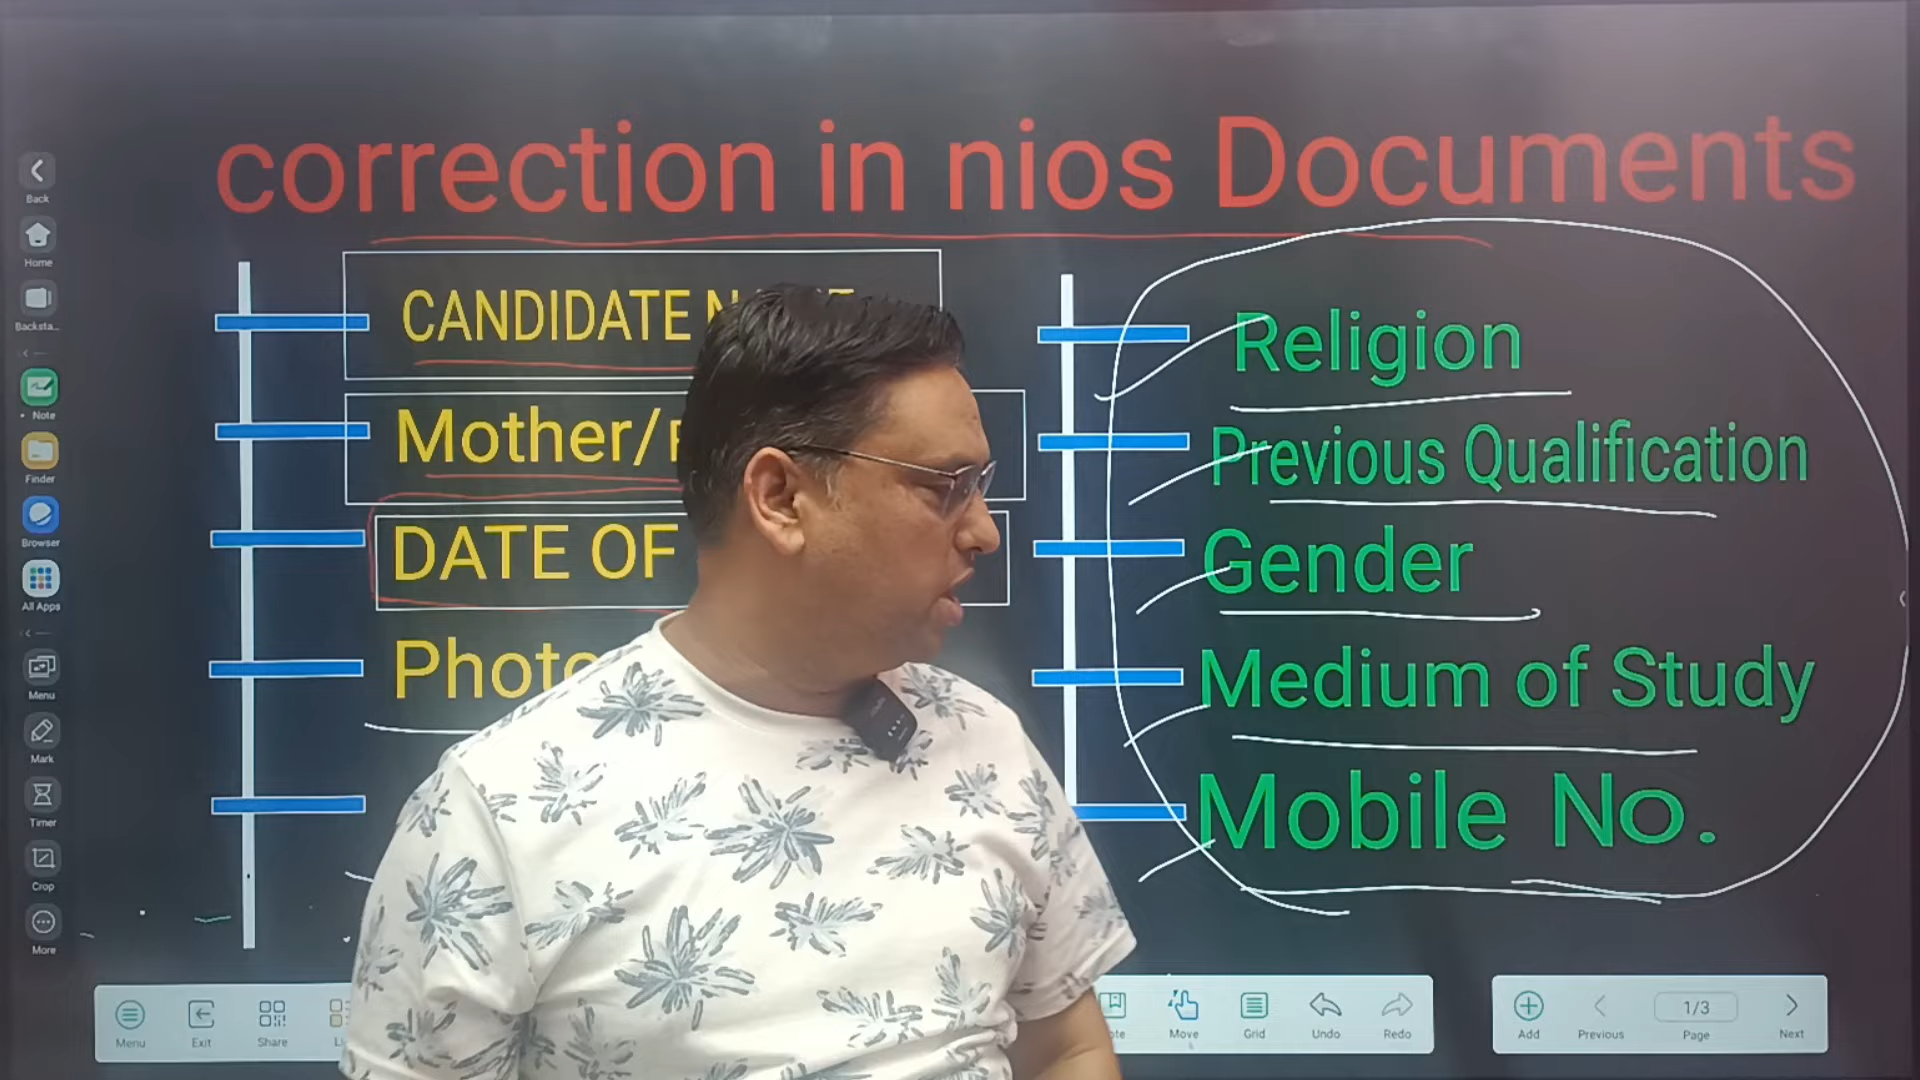 correction in nios Documents
CANDIDATE
Mother/
DATE OF
Photo
Religion
Previous Qualification
Gender
Medium of Study
Mobile No.
Back
Home
Backsta...
Note
Finder
Browser
All Apps
Menu
Mark
Timer
Crop
More
Menu
Exit
Share
Move
Grid
Undo
Redo
Add
Previous
1/3
Page
Next